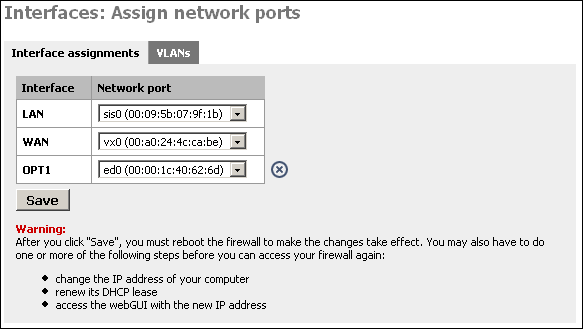 Interfaces: Assign network ports
Interface assignments VLANs
Interface Network port
LAN sis0 (00:09:5b:07:9f:1b)
WAN vx0 (00:a0:24:4c:ca:be)
OPT1 ed0 (00:00:1c:40:62:6d)
Save
Warning:
After you click "Save", you must reboot the firewall to make the changes take effect. You may also have to do
one or more of the following steps before you can access your firewall again:
change the IP address of your computer
renew its DHCP lease
access the webGUI with the new IP address